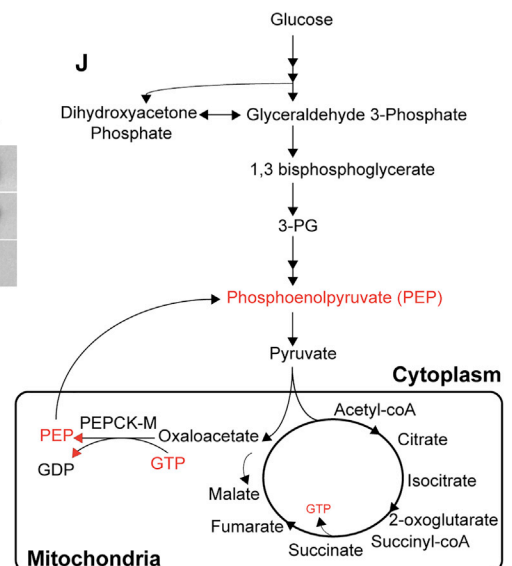 J
Glucose
Dihydroxyacetone
Phosphate
Glyceraldehyde 3-Phosphate
1,3 bisphosphoglycerate
3-PG
Phosphoenolpyruvate (PEP)
Pyruvate
Cytoplasm
Acetyl-coA
PEPCK-M
PEP
Oxaloacetate
Citrate
GDP
GTP
Isocitrate
Malate
GTP
2-oxoglutarate
Fumarate
Succinyl-coA
Succinate
Mitochondria